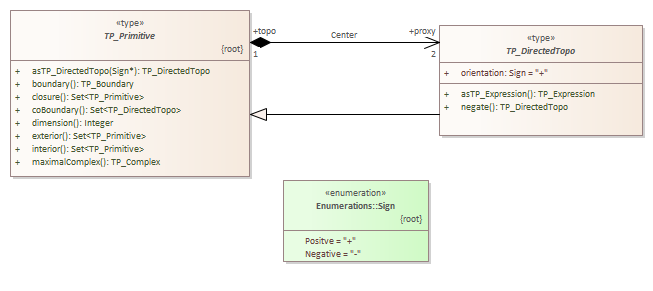 «type»
TP_Primitive
{root}
+ asTP_DirectedTopo(Sign*): TP_DirectedTopo
+ boundary(): TP_Boundary
+ closure(): Set<TP_Primitive>
+ coBoundary(): Set<TP_DirectedTopo>
+ dimension(): Integer
+ exterior(): Set<TP_Primitive>
+ interior(): Set<TP_Primitive>
+ maximalComplex(): TP_Complex
+topo
1
Center
+proxy
2
«type»
TP_DirectedTopo
+ orientation: Sign = "+"
+ asTP_Expression(): TP_Expression
+ negate(): TP_DirectedTopo
«enumeration»
Enumerations::Sign
{root}
Positve = "+"
Negative = "-"